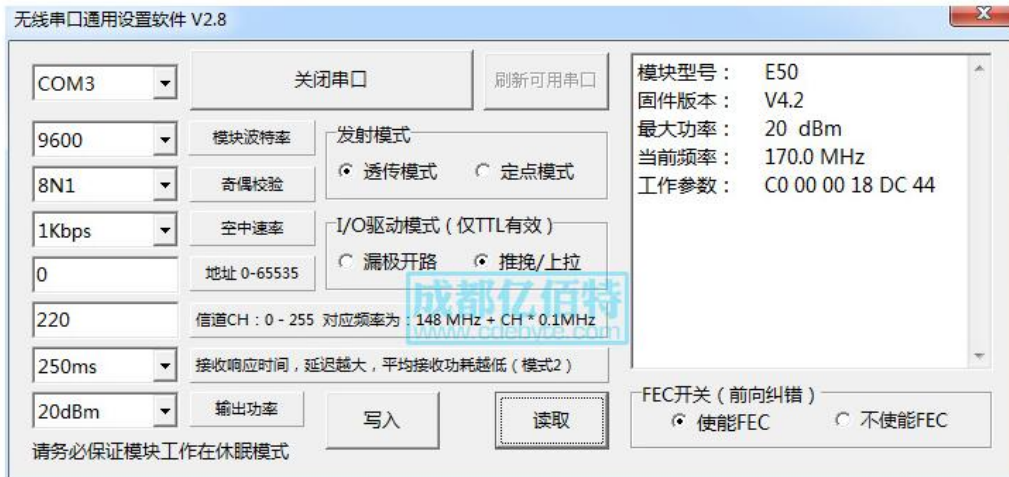 无线串口通用设置软件 V2.8
COM3
关闭串口
刷新可用串口
9600
模块波特率
8N1
奇偶校验
1Kbps
空中速率
0
地址 0-65535
发射模式
透传模式
定点模式
I/O驱动模式（仅TTL有效）
漏极开路
推挽/上拉
220
信道CH：0 - 255 对应频率为：148 MHz + CH * 0.1MHz
250ms
接收响应时间，延迟越大，平均接收功耗越低（模式2）
20dBm
输出功率
写入
读取
请务必保证模块工作在休眠模式
模块型号： E50
固件版本： V4.2
最大功率： 20 dBm
当前频率： 170.0 MHz
工作参数： C0 00 00 18 DC 44
FEC开关（前向纠错）
使能FEC
不使能FEC
成都亿佰特
www.cdebyte.com